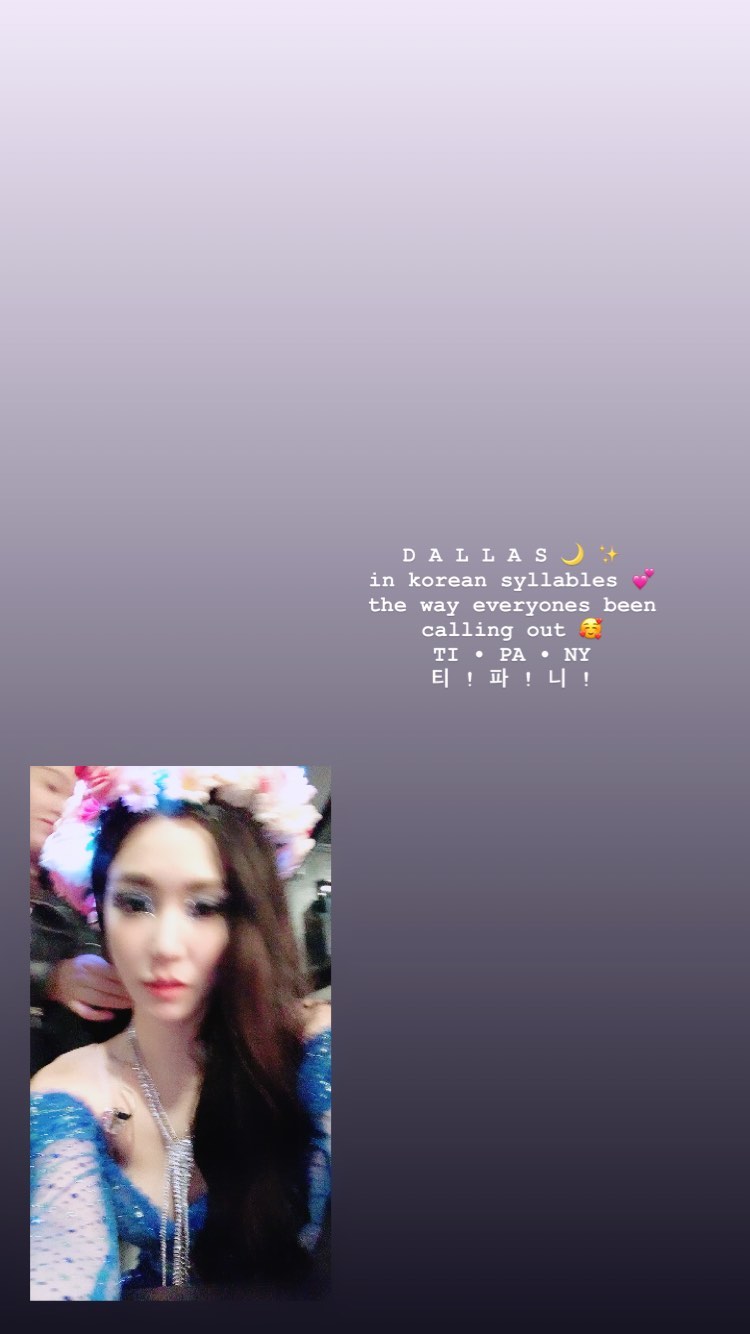 D A L L A S 🌙 ✨
in korean syllables 💕
the way everyones been
calling out 🥰
TI • PA • NY
티 ! 파 ! 니 !